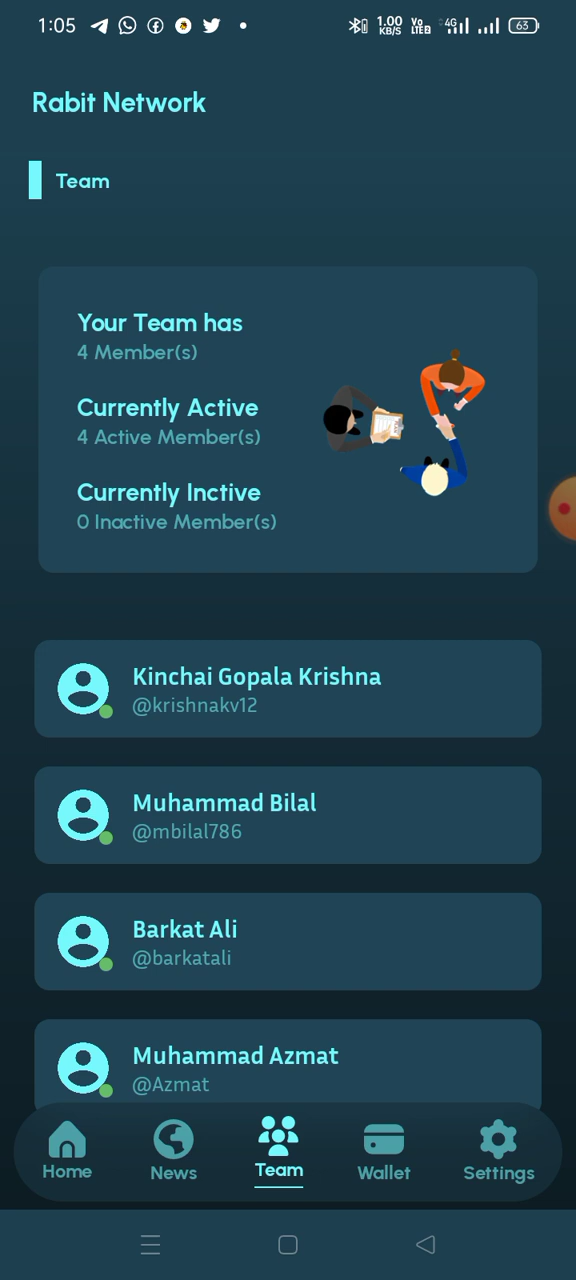 1:05
1.00
KB/S
Vo
LTE2
4G
63
Rabit Network
Team
Your Team has
4 Member(s)
Currently Active
4 Active Member(s)
Currently Inctive
0 Inactive Member(s)
Kinchai Gopala Krishna
@krishnakv12
Muhammad Bilal
@mbilal786
Barkat Ali
@barkatali
Muhammad Azmat
@Azmat
Home
News
Team
Wallet
Settings